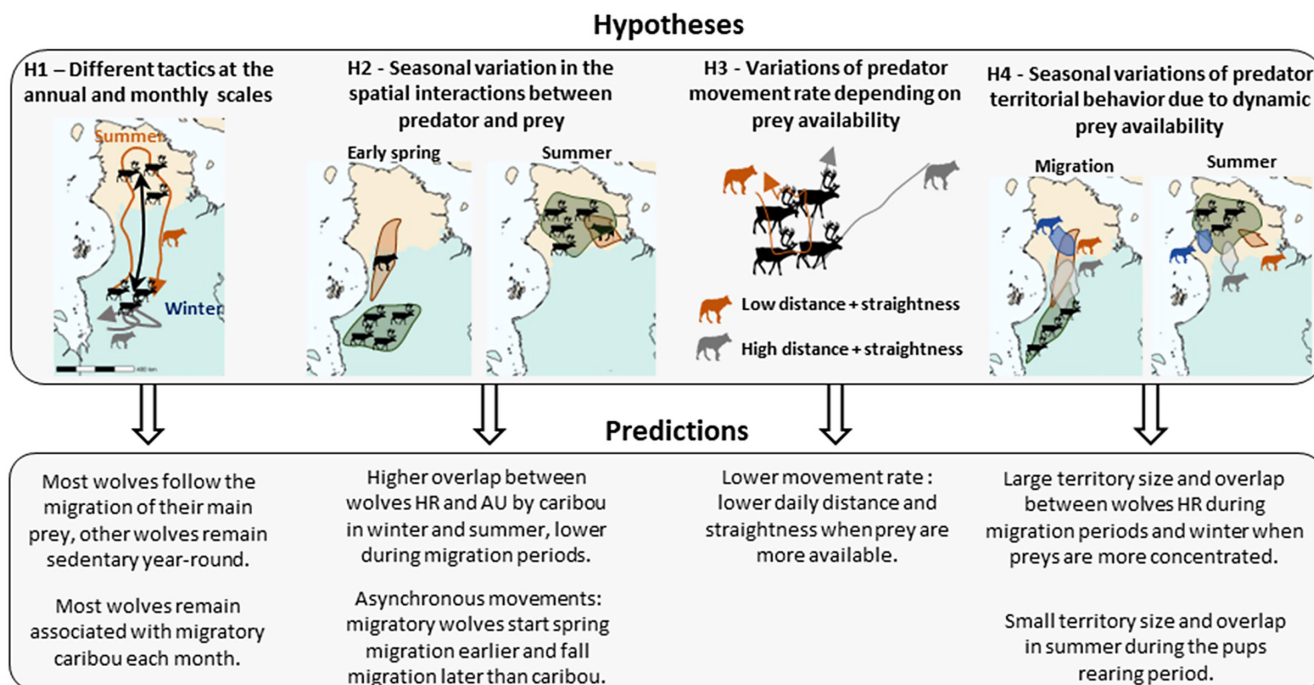 Hypotheses
H1 – Different tactics at the
annual and monthly scales
Summer
Winter
H2 - Seasonal variation in the
spatial interactions between
predator and prey
Early spring
Summer
H3 - Variations of predator
movement rate depending on
prey availability
Low distance + straightness
High distance + straightness
H4 - Seasonal variations of predator
territorial behavior due to dynamic
prey availability
Migration
Summer
Predictions
Most wolves follow the
migration of their main
prey, other wolves remain
sedentary year-round.
Most wolves remain
associated with migratory
caribou each month.
Higher overlap between
wolves HR and AU by caribou
in winter and summer, lower
during migration periods.
Asynchronous movements:
migratory wolves start spring
migration earlier and fall
migration later than caribou.
Lower movement rate :
lower daily distance and
straightness when prey are
more available.
Large territory size and overlap
between wolves HR during
migration periods and winter when
preys are more concentrated.
Small territory size and overlap
in summer during the pups
rearing period.